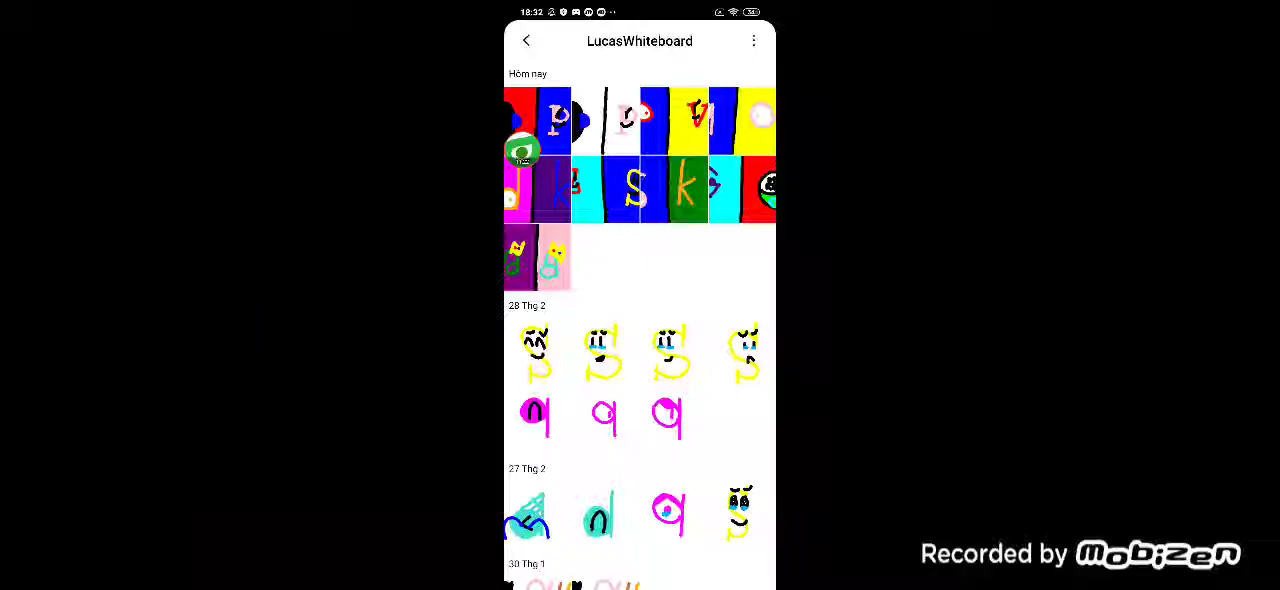 18:32
LucasWhiteboard
Hôm nay
P P V
k S k
28 Thg 2
27 Thg 2
30 Thg 1
Recorded by mobizen